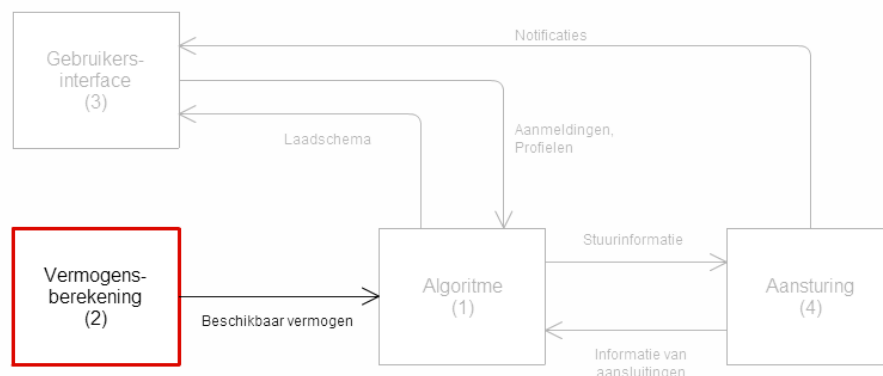 Notificaties
Gebruikers-
interface
(3)
Aanmeldingen,
Profielen
Laadschema
Vermogens-
berekening
(2)
Beschikbaar vermogen
Algoritme
(1)
Stuurinformatie
Aansturing
(4)
Informatie van
aansluitingen